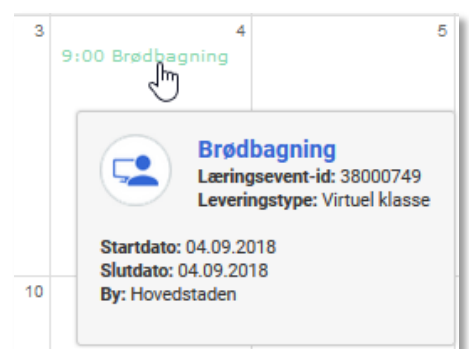 3
4
5
9:00 Brødbagning
Brødbagning
Læringsevent-id: 38000749
Leveringstype: Virtuel klasse
Startdato: 04.09.2018
Slutdato: 04.09.2018
By: Hovedstaden
10